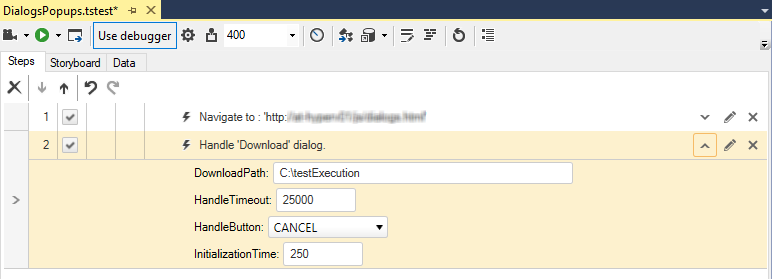 DialogsPopups.tstest*
Use debugger
400
Steps Storyboard Data
1 Navigate to : 'http:
2 Handle 'Download' dialog.
DownloadPath: C:\testExecution
HandleTimeout: 25000
HandleButton: CANCEL
InitializationTime: 250